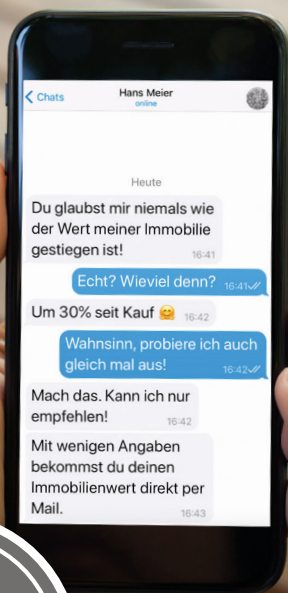 Chats
Hans Meier
online
Heute
Du glaubst mir niemals wie
der Wert meiner Immobilie
gestiegen ist!
16:41
Echt? Wieviel denn? 16:41
Um 30% seit Kauf 🤗 16:42
Wahnsinn, probiere ich auch
gleich mal aus!
16:42
Mach das. Kann ich nur
empfehlen!
16:42
Mit wenigen Angaben
bekommst du deinen
Immobilienwert direkt per
Mail.
16:43